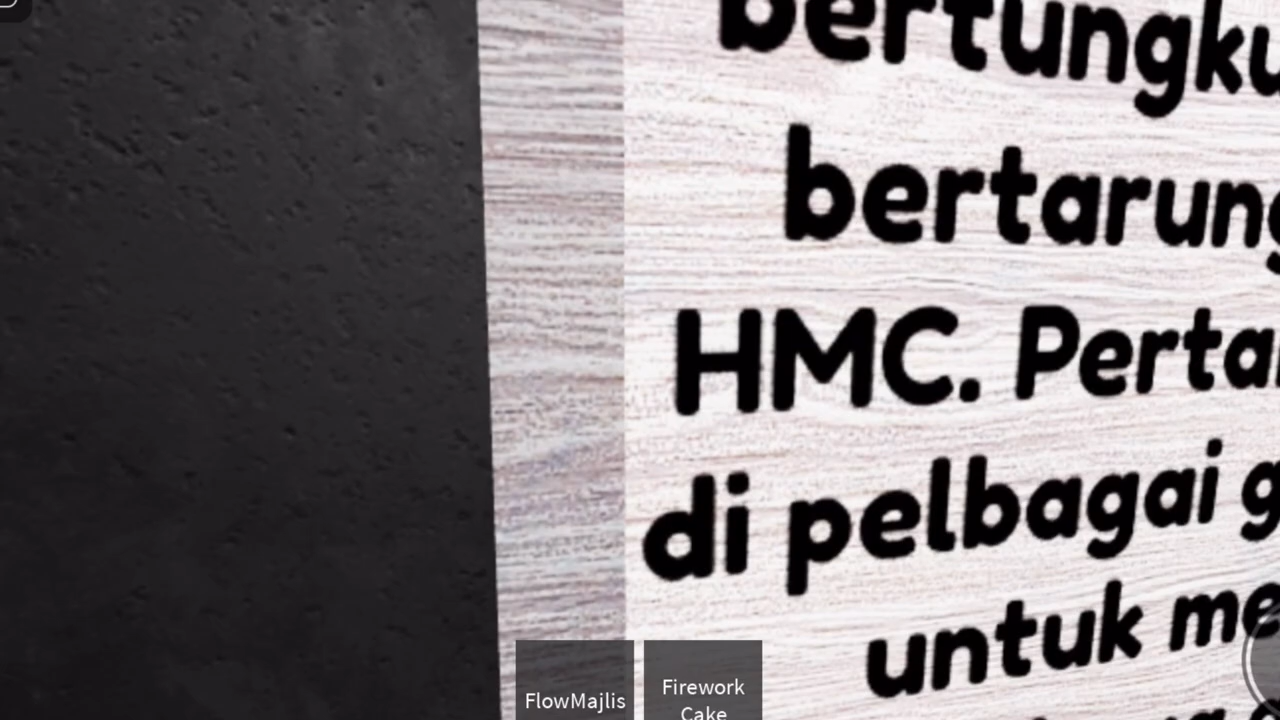 bertungku
bertarung
HMC. Perta
di pelbagai g
untuk me
FlowMajlis
Firework
Cake